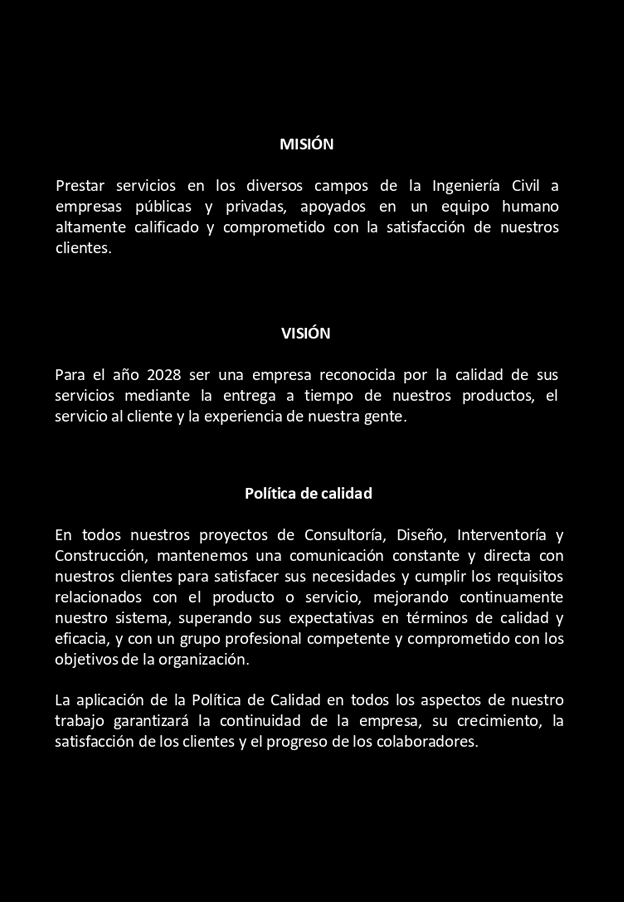 MISIÓN
Prestar servicios en los diversos campos de la Ingeniería Civil a
empresas públicas y privadas, apoyados en un equipo humano
altamente calificado y comprometido con la satisfacción de nuestros
clientes.
VISIÓN
Para el año 2028 ser una empresa reconocida por la calidad de sus
servicios mediante la entrega a tiempo de nuestros productos, el
servicio al cliente y la experiencia de nuestra gente.
Política de calidad
En todos nuestros proyectos de Consultoría, Diseño, Interventoría y
Construcción, mantenemos una comunicación constante y directa con
nuestros clientes para satisfacer sus necesidades y cumplir los requisitos
relacionados con el producto o servicio, mejorando continuamente
nuestro sistema, superando sus expectativas en términos de calidad y
eficacia, y con un grupo profesional competente y comprometido con los
objetivos de la organización.
La aplicación de la Política de Calidad en todos los aspectos de nuestro
trabajo garantizará la continuidad de la empresa, su crecimiento, la
satisfacción de los clientes y el progreso de los colaboradores.